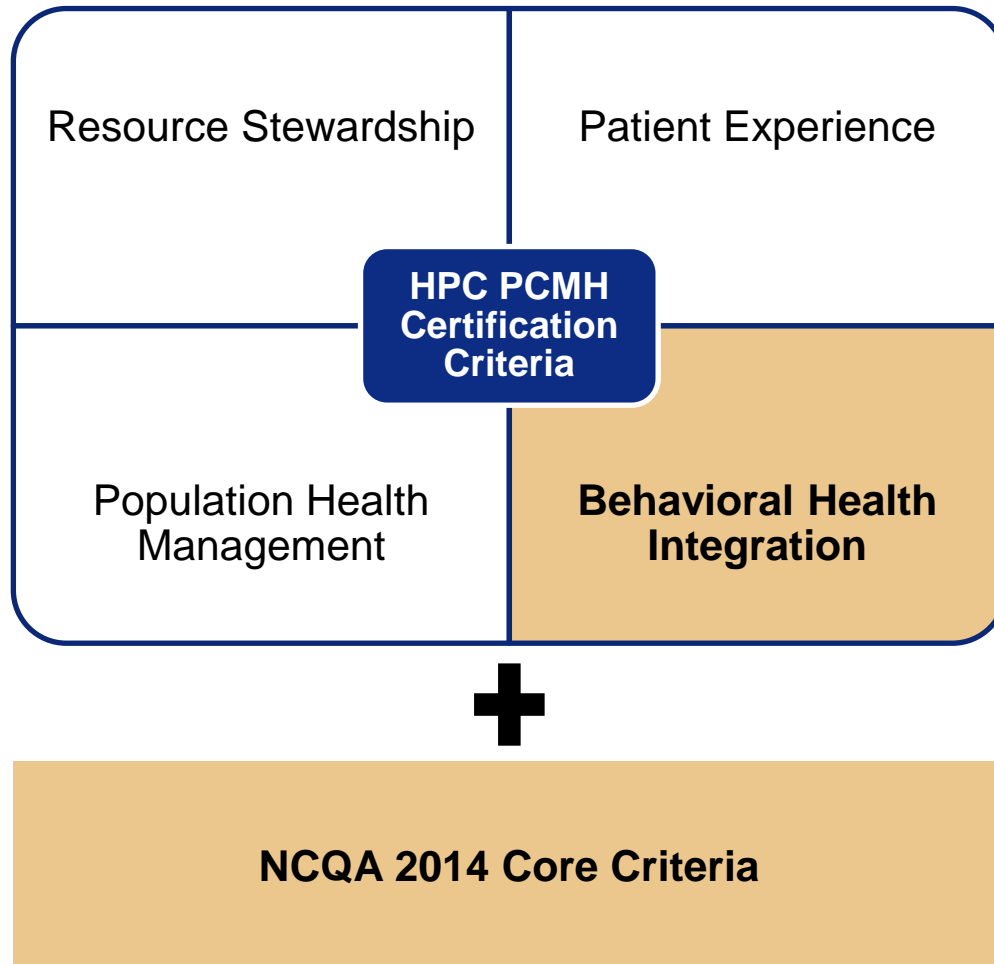 Resource Stewardship
Patient Experience
HPC PCMH
Certification
Criteria
Population Health
Management
Behavioral Health
Integration
NCQA 2014 Core Criteria